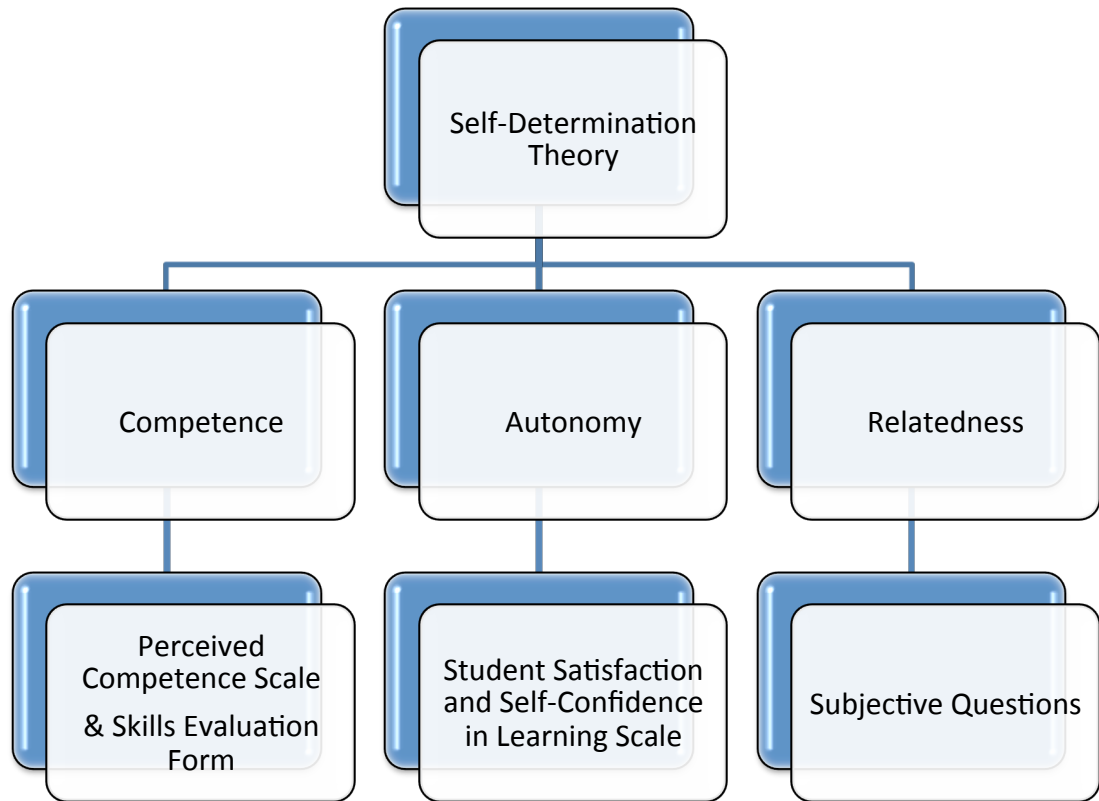 Self-Determination
Theory
Competence
Autonomy
Relatedness
Perceived
Competence Scale
& Skills Evaluation
Form
Student Satisfaction
and Self-Confidence
in Learning Scale
Subjective Questions